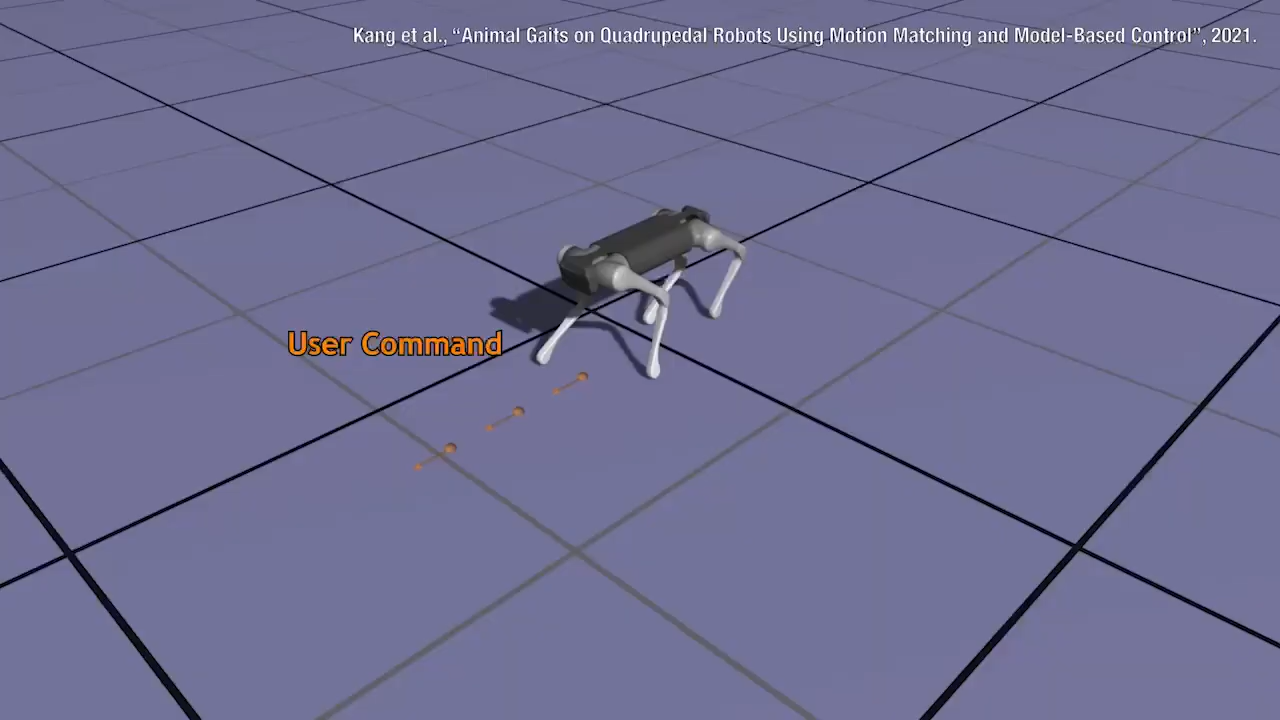 Kang et al., “Animal Gaits on Quadrupedal Robots Using Motion Matching and Model-Based Control”, 2021.
User Command